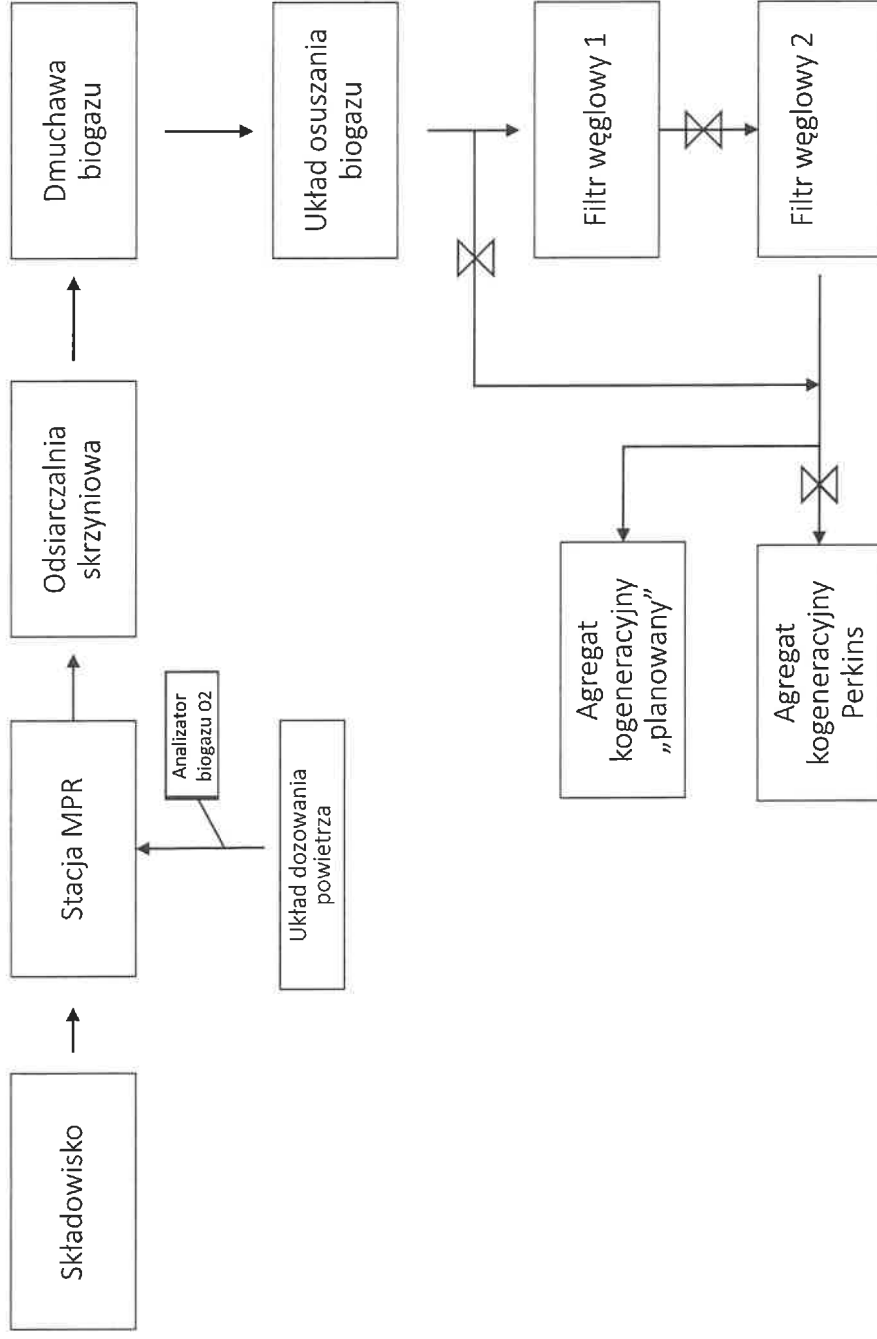 Składowisko
Stacja MPR
Odsiarczalnia
skrzyniowa
Dmuchawa
biogazu
Analizator
biogazu O2
Układ dozowania
powietrza
Układ osuszania
biogazu
Filtr węglowy 1
Filtr węglowy 2
Agregat
kogeneracyjny
„planowany”
Agregat
kogeneracyjny
Perkins